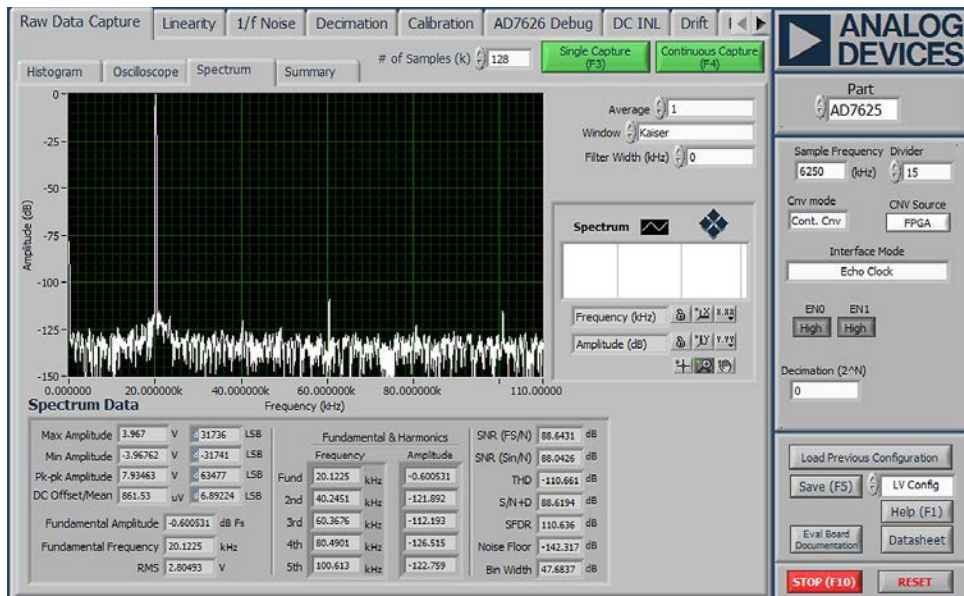 Raw Data Capture Linearity 1/f Noise Decimation Calibration AD7626 Debug DC INL Drift
ANALOG
DEVICES
Histogram Oscilloscope Spectrum Summary
# of Samples (k) 128
Single Capture
(F3)
Continuous Capture
(F4)
Amplitude (dB)
0-
-25-
-50-
-75-
-100-
-125-
-150-
0.000000 20.000000k 40.000000k 60.000000k 80.000000k 110.00000
Frequency (kHz)
Average 1
Window Kaiser
Filter Width (kHz) 0
Spectrum
Frequency (kHz) X X.XX
Amplitude (dB) Y Y.YY
Part
AD7625
Sample Frequency Divider
6250 (kHz) 15
Cnv mode CNV Source
Cont. Cnv FPGA
Interface Mode
Echo Clock
EN0 EN1
High High
Decimation (2^N)
0
Spectrum Data
Max Amplitude 3.967 V d 31736 LSB
Min Amplitude -3.96762 V d -31741 LSB
Pk-pk Amplitude 7.93463 V d 63477 LSB
DC Offset/Mean 861.53 uV d 6.89224 LSB
Fundamental Amplitude -0.600531 dB Fs
Fundamental Frequency 20.1225 kHz
RMS 2.80493 V
Fundamental & Harmonics
Frequency Amplitude
Fund 20.1225 kHz -0.600531
2nd 40.2451 kHz -121.892
3rd 60.3676 kHz -112.193
4th 80.4901 kHz -126.515
5th 100.613 kHz -122.759
SNR (FS/N) 88.6431 dB
SNR (Sin/N) 88.0426 dB
THD -110.661 dB
S/N+D 88.6194 dB
SFDR 110.636 dB
Noise Floor -142.317 dB
Bin Width 47.6837 dB
Load Previous Configuration
Save (F5) LV Config
Help (F1)
Eval Board
Documentation
Datasheet
STOP (F10) RESET